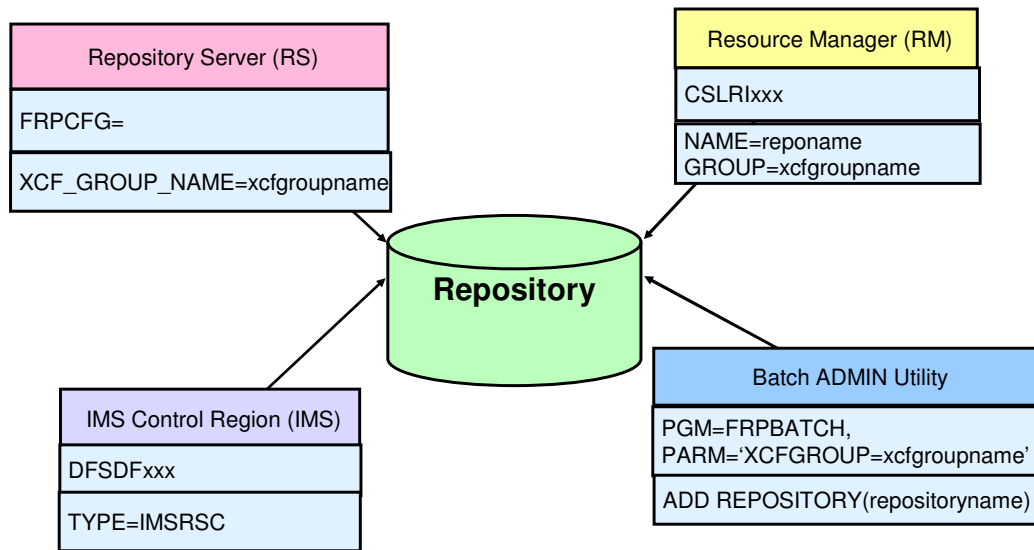 Repository Server (RS)
FRPCFG=
XCF_GROUP_NAME=xcfgroupname
Resource Manager (RM)
CSLRIxxx
NAME=reponame
GROUP=xcfgroupname
Repository
IMS Control Region (IMS)
DFSDFxxx
TYPE=IMSRSC
Batch ADMIN Utility
PGM=FRPBATCH,
PARM=‘XCFGROUP=xcfgroupname’
ADD REPOSITORY(repositoryname)